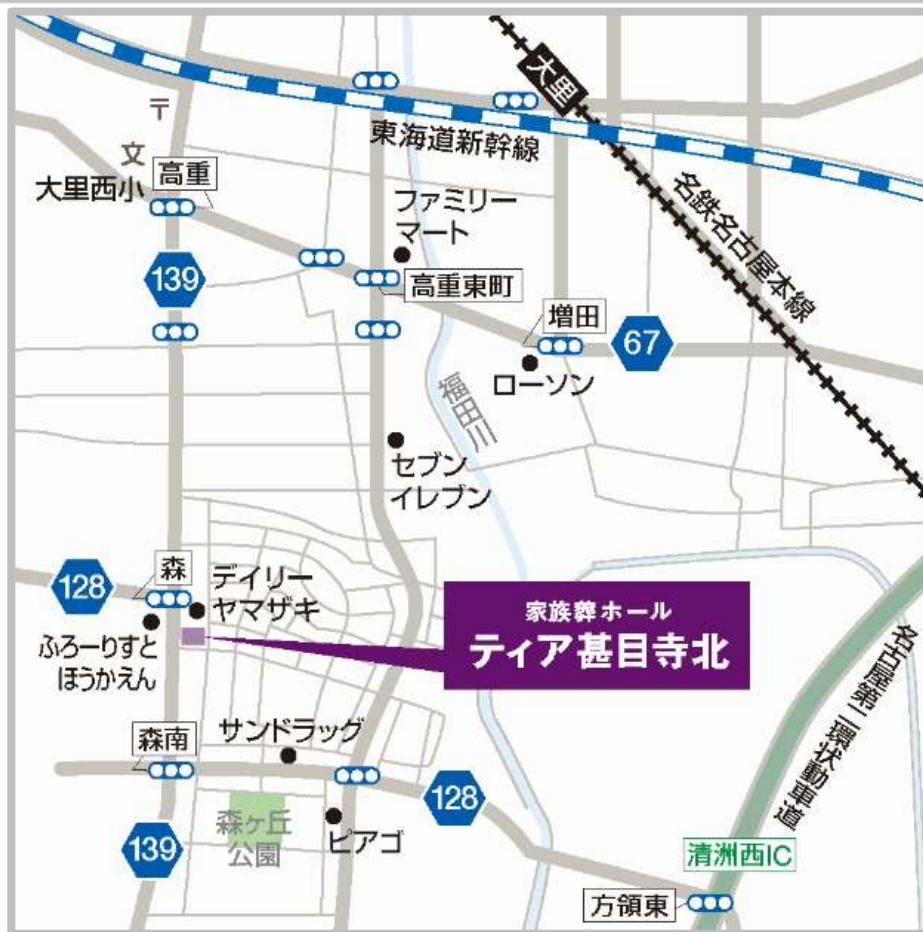 大里
東海道新幹線
〒
文
大里西小
高重
ファミリー
マート
名鉄名古屋本線
139
高重東町
増田
67
ローソン
福田川
セブン
イレブン
128
森
デイリー
ヤマザキ
家族葬ホール
ティア甚目寺北
ふろーりすと
ほうかえん
名古屋第二環状動車道
森南
サンドラッグ
128
森ヶ丘
公園
ピアゴ
139
清洲西IC
方領東